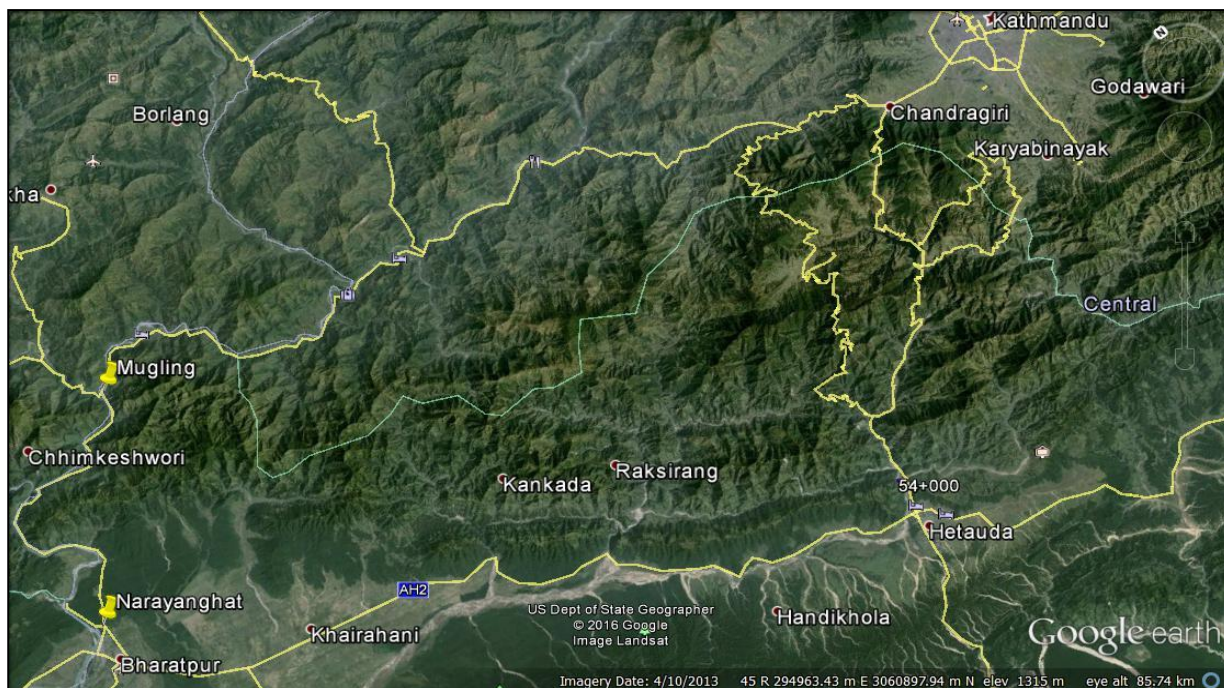 Kathmandu
N
Godawari
Borlang
Chandragiri
Karyabinayak
kha
Central
Mugling
Chhimkeshwori
Raksirang
Kankada
54+000
Hetauda
AH2
Narayanghat
US Dept of State Geographer
© 2016 Google
Image Landsat
Handikhola
Khairahani
Google earth
Bharatpur
Imagery Date: 4/10/2013 45 R 294963.43 m E 3060897.94 m N elev 1315 m eye alt 85.74 km